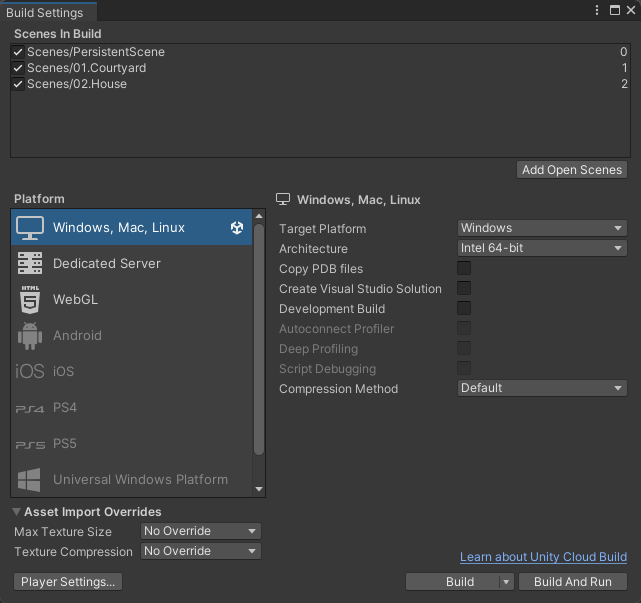 Build Settings
Scenes In Build
Scenes/PersistentScene 0
Scenes/01.Courtyard 1
Scenes/02.House 2
Add Open Scenes
Platform
Windows, Mac, Linux
Dedicated Server
HTML 5 WebGL
Android
iOS iOS
PS4 PS4
PS5 PS5
Universal Windows Platform
Windows, Mac, Linux
Target Platform Windows
Architecture Intel 64-bit
Copy PDB files
Create Visual Studio Solution
Development Build
Autoconnect Profiler
Deep Profiling
Script Debugging
Compression Method Default
Asset Import Overrides
Max Texture Size No Override
Texture Compression No Override
Learn about Unity Cloud Build
Player Settings... Build Build And Run